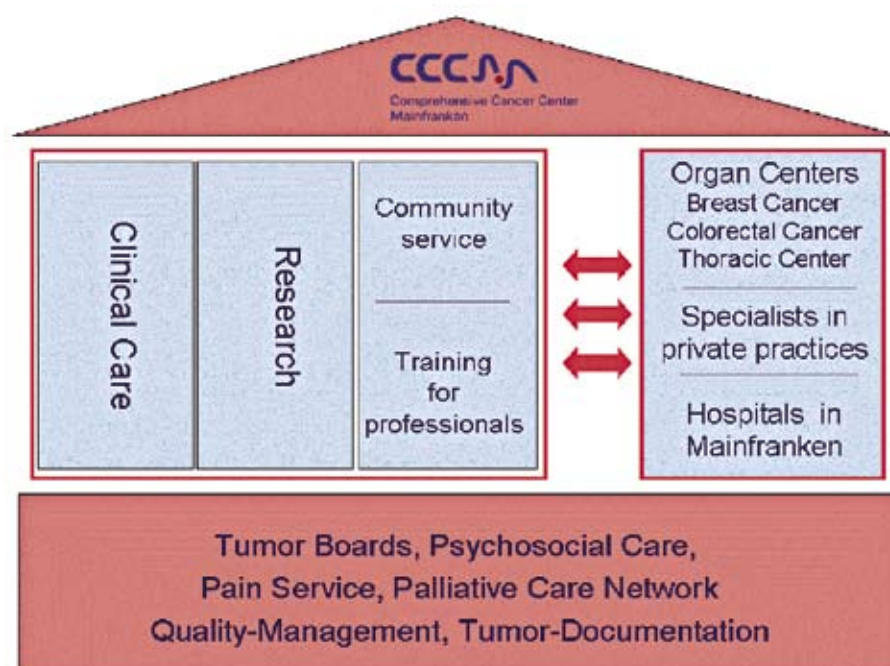 CCC
Comprehensive Cancer Center
Mainfranken
Clinical Care
Research
Community
service
Training
for
professionals
Organ Centers
Breast Cancer
Colorectal Cancer
Thoracic Center
Specialists in
private practices
Hospitals in
Mainfranken
Tumor Boards, Psychosocial Care,
Pain Service, Palliative Care Network
Quality-Management, Tumor-Documentation